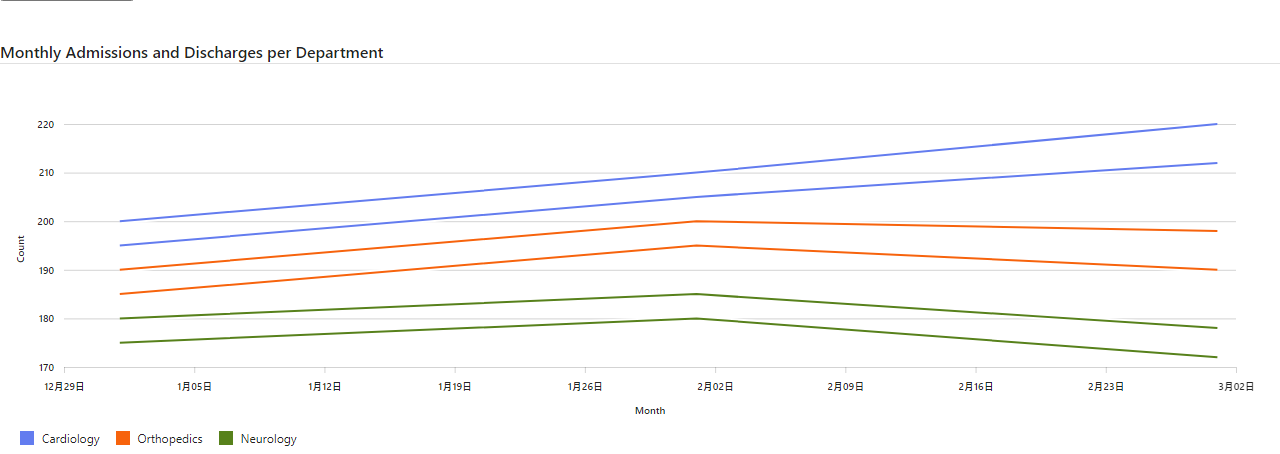 Monthly Admissions and Discharges per Department
220
210
200
190
180
170
Count
12月29日 1月05日 1月12日 1月19日 1月26日 2月02日 2月09日 2月16日 2月23日 3月02日
Month
Cardiology Orthopedics Neurology